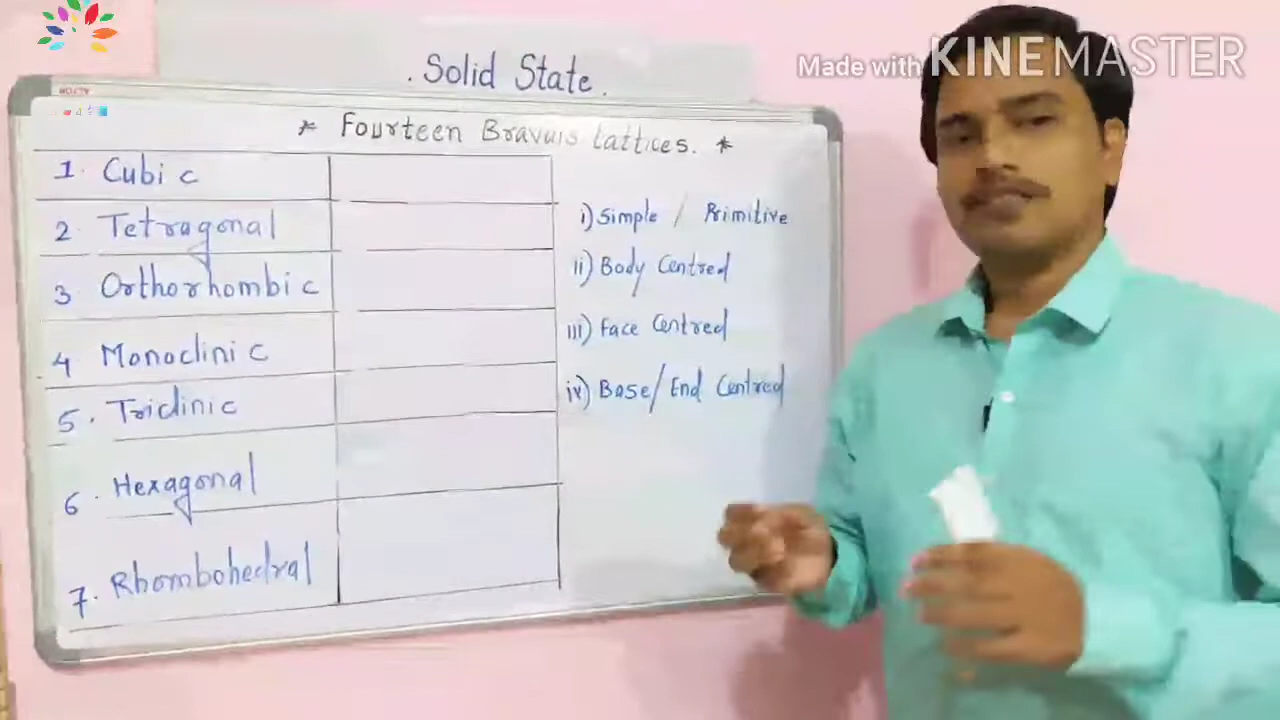 Made with KINEMASTER
. Solid State.
* Fourteen Bravais Lattices. *
1. Cubic
2 Tetragonal
3 Orthorhombic
4 Monoclinic
5. Triclinic
6. Hexagonal
7. Rhombohedral
i) Simple / Primitive
ii) Body Centred
iii) Face Centred
iv) Base/End Centred